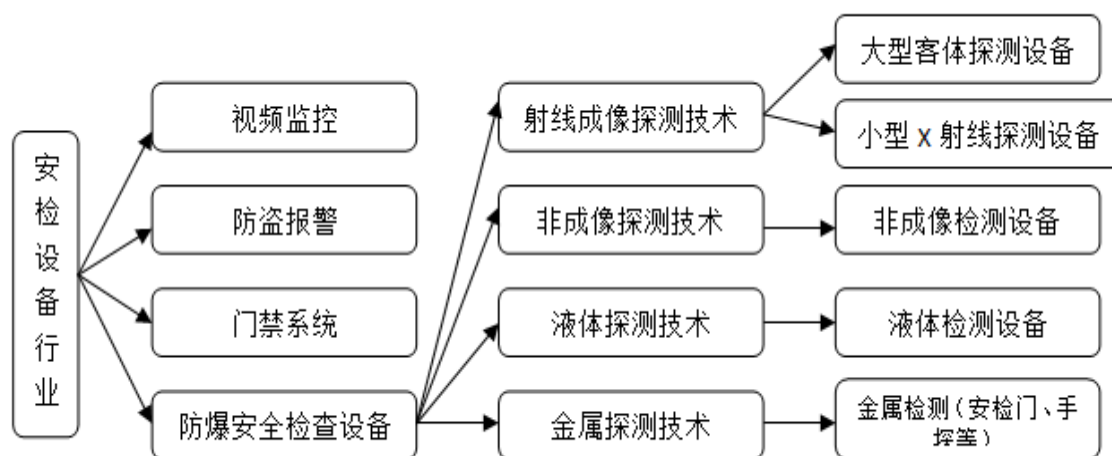 安检设备行业
视频监控
防盗报警
门禁系统
防爆安全检查设备
射线成像探测技术
非成像探测技术
液体探测技术
金属探测技术
大型客体探测设备
小型 X 射线探测设备
非成像检测设备
液体检测设备
金属检测（安检门、手
探等）